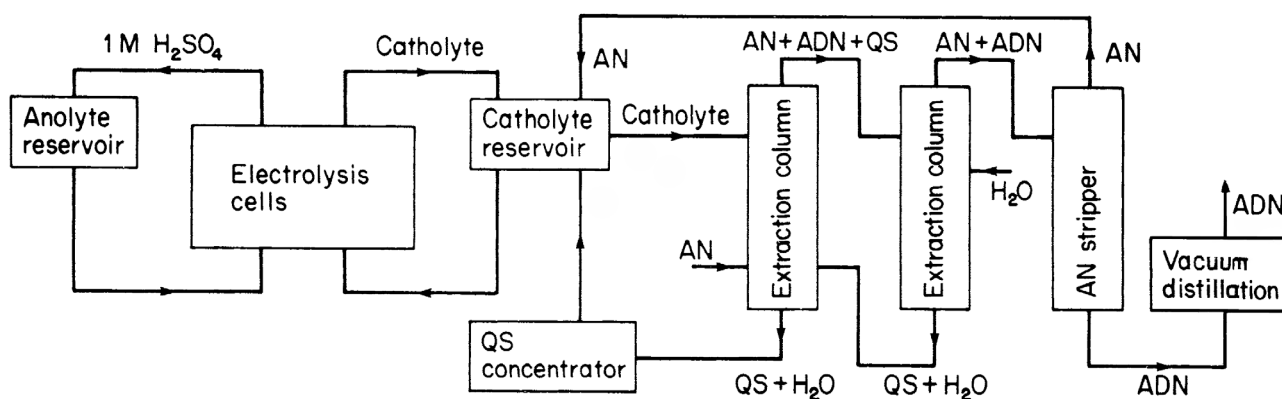 1 M H₂SO₄
Catholyte
AN
AN+ADN+QS
AN+ADN
AN
Anolyte
reservoir
Electrolysis
cells
Catholyte
reservoir
Catholyte
Extraction column
Extraction column
H₂O
AN stripper
ADN
AN
Vacuum
distillation
QS
concentrator
QS+H₂O
QS+H₂O
ADN